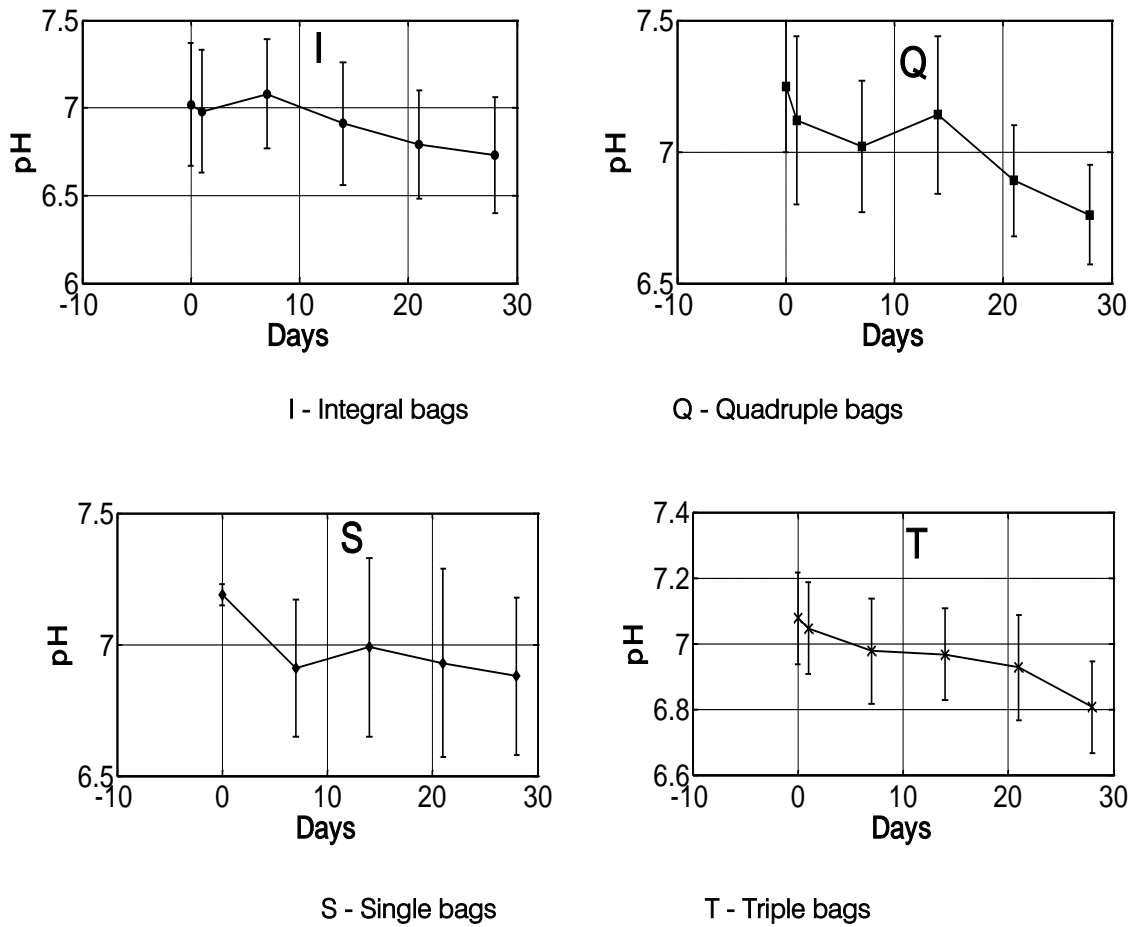 7.5
I
7
pH
6.5
6
-10 0 10 20 30
Days
I - Integral bags
7.5
Q
7
pH
6.5
-10 0 10 20 30
Days
Q - Quadruple bags
7.5
S
7
pH
6.5
-10 0 10 20 30
Days
S - Single bags
7.4
T
7.2
7
pH
6.8
6.6
-10 0 10 20 30
Days
T - Triple bags